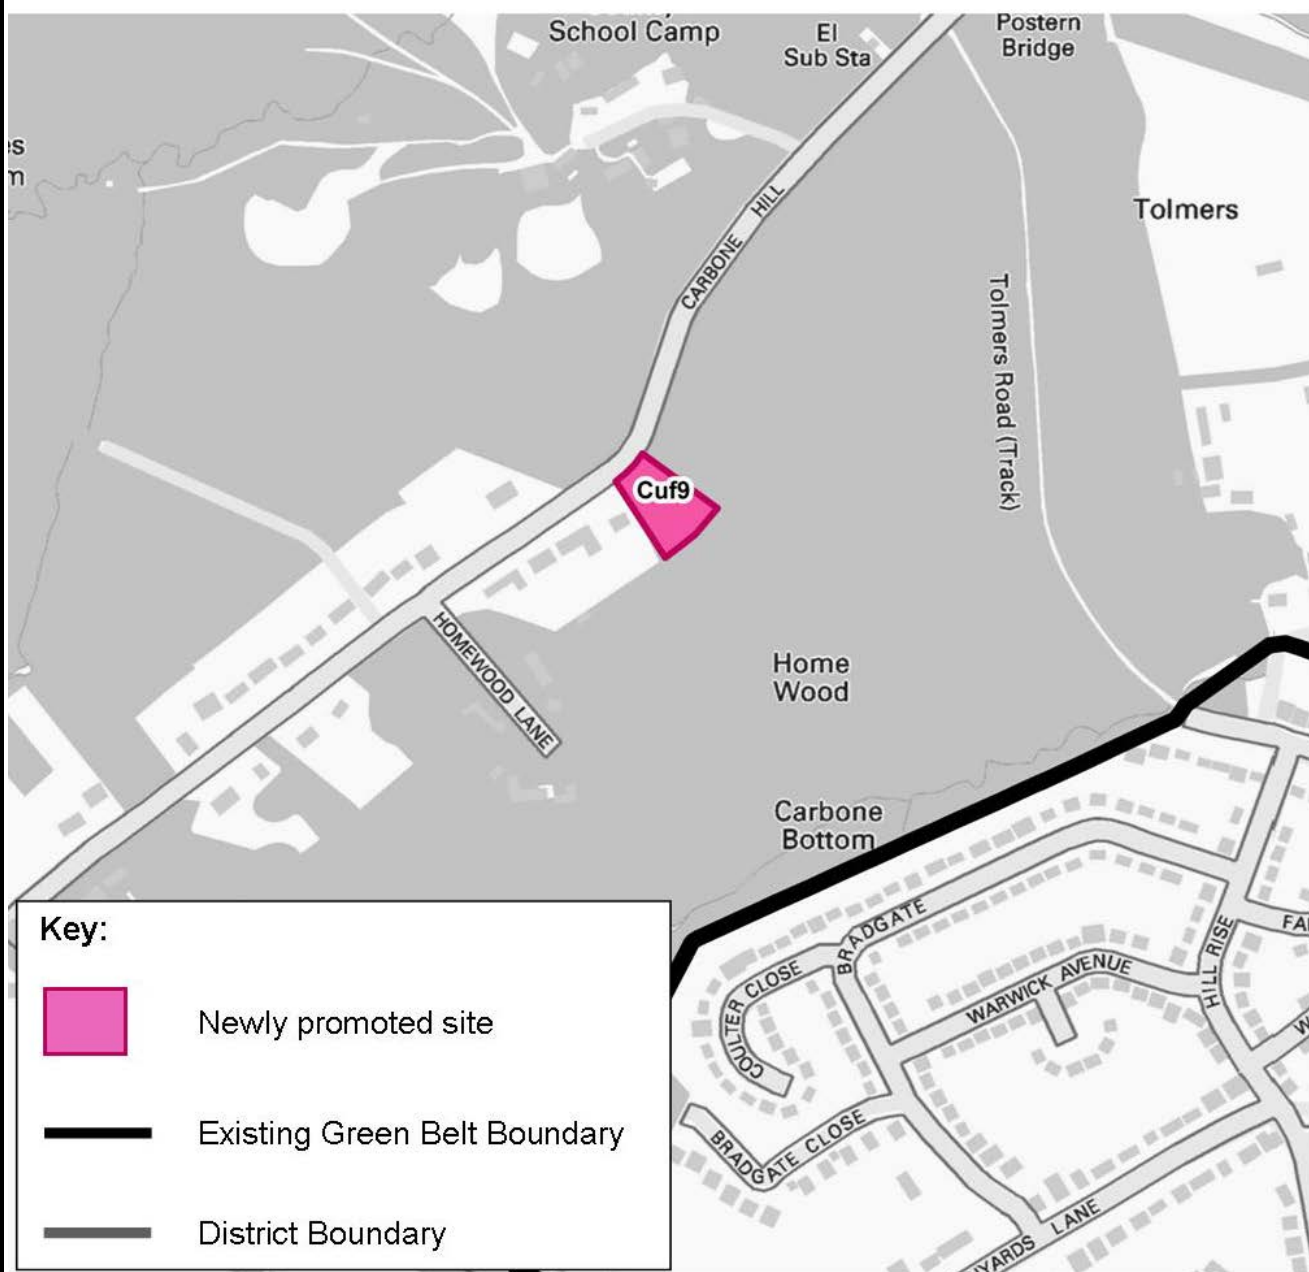 School Camp
El
Sub Sta
Postern
Bridge
Tolmers
CARBONE HILL
Tolmers Road (Track)
Cuf9
HOMEWOOD LANE
Home
Wood
Carbone
Bottom
BRADGATE
COULTER CLOSE
WARWICK AVENUE
HILL RISE
BRADGATE CLOSE
LANE
Key:
Newly promoted site
Existing Green Belt Boundary
District Boundary